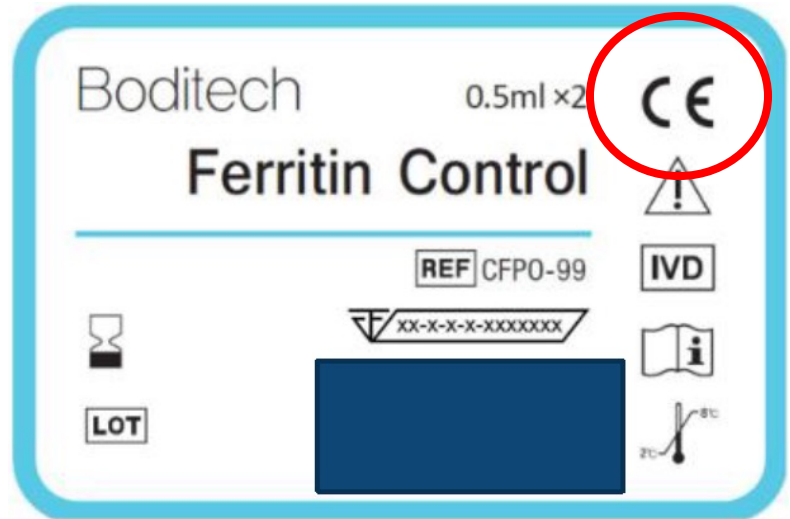 Boditech
0.5ml ×2
CE
Ferritin Control
REF CFPO-99
IVD
xx-x-x-x-xxxxxxx
i
LOT
8℃
2℃